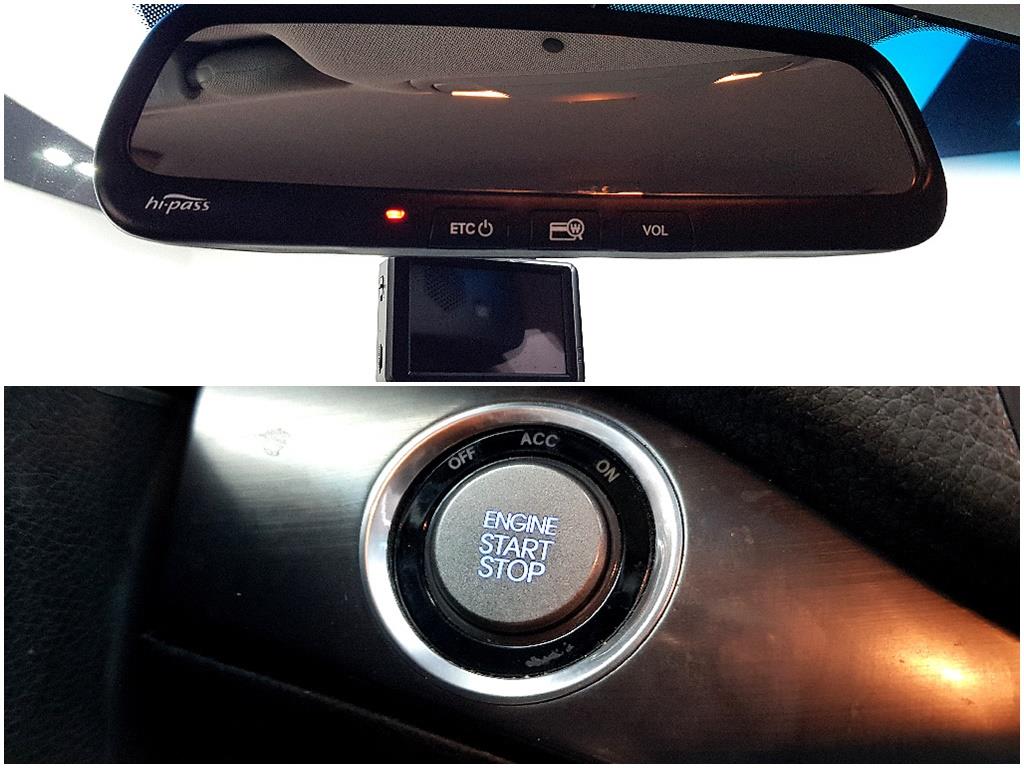 hi-pass
ETC
₩
VOL
OFF ACC ON
ENGINE
START
STOP